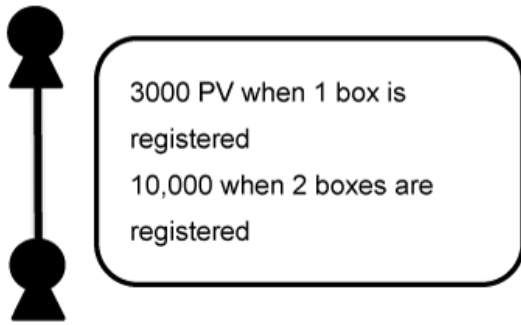 3000 PV when 1 box is
registered
10,000 when 2 boxes are
registered